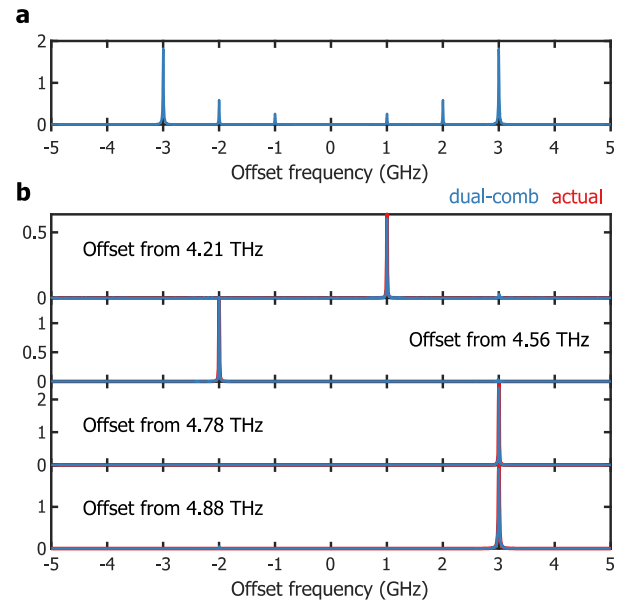 a
2
1
0
-5 -4 -3 -2 -1 0 1 2 3 4 5
Offset frequency (GHz)
b
dual-comb actual
0.5
Offset from 4.21 THz
0
1
Offset from 4.56 THz
0.5
0
2
Offset from 4.78 THz
1
0
1
Offset from 4.88 THz
0
-5 -4 -3 -2 -1 0 1 2 3 4 5
Offset frequency (GHz)